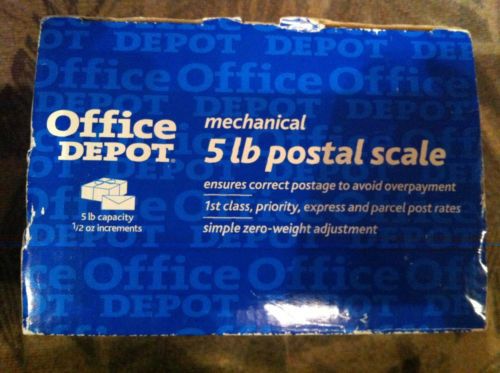 Office
DEPOT
mechanical
5 lb postal scale
ensures correct postage to avoid overpayment
1st class, priority, express and parcel post rates
simple zero-weight adjustment
5 lb capacity
1/2 oz increments